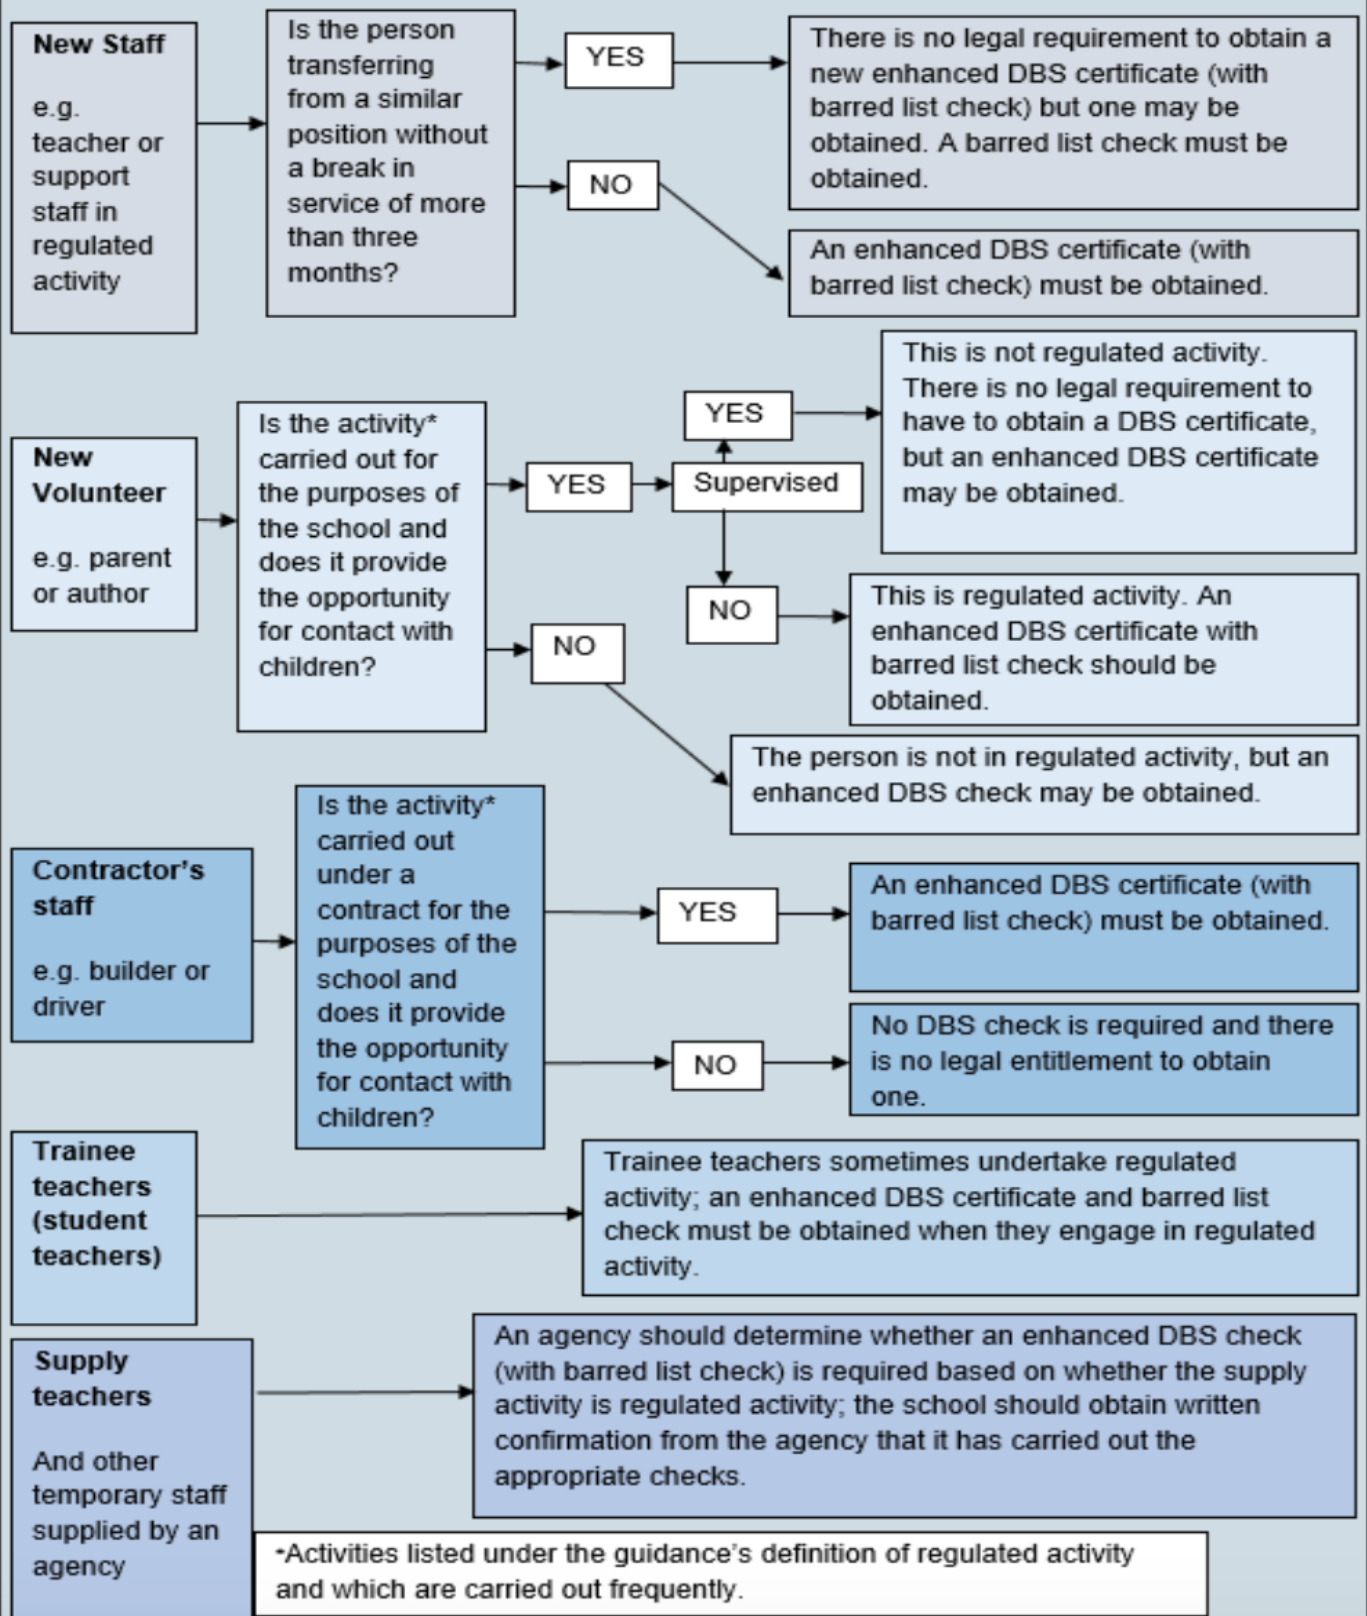 New Staff
e.g.
teacher or
support
staff in
regulated
activity
Is the person
transferring
from a similar
position without
a break in
service of more
than three
months?
YES
NO
There is no legal requirement to obtain a
new enhanced DBS certificate (with
barred list check) but one may be
obtained. A barred list check must be
obtained.
An enhanced DBS certificate (with
barred list check) must be obtained.
New
Volunteer
e.g. parent
or author
Is the activity*
carried out for
the purposes of
the school and
does it provide
the opportunity
for contact with
children?
YES
Supervised
YES
NO
NO
This is not regulated activity.
There is no legal requirement to
have to obtain a DBS certificate,
but an enhanced DBS certificate
may be obtained.
This is regulated activity. An
enhanced DBS certificate with
barred list check should be
obtained.
The person is not in regulated activity, but an
enhanced DBS check may be obtained.
Contractor's
staff
e.g. builder or
driver
Is the activity*
carried out
under a
contract for the
purposes of the
school and
does it provide
the opportunity
for contact with
children?
YES
NO
An enhanced DBS certificate (with
barred list check) must be obtained.
No DBS check is required and there
is no legal entitlement to obtain
one.
Trainee
teachers
(student
teachers)
Trainee teachers sometimes undertake regulated
activity; an enhanced DBS certificate and barred list
check must be obtained when they engage in regulated
activity.
Supply
teachers
And other
temporary staff
supplied by an
agency
An agency should determine whether an enhanced DBS check
(with barred list check) is required based on whether the supply
activity is regulated activity; the school should obtain written
confirmation from the agency that it has carried out the
appropriate checks.
*Activities listed under the guidance's definition of regulated activity
and which are carried out frequently.